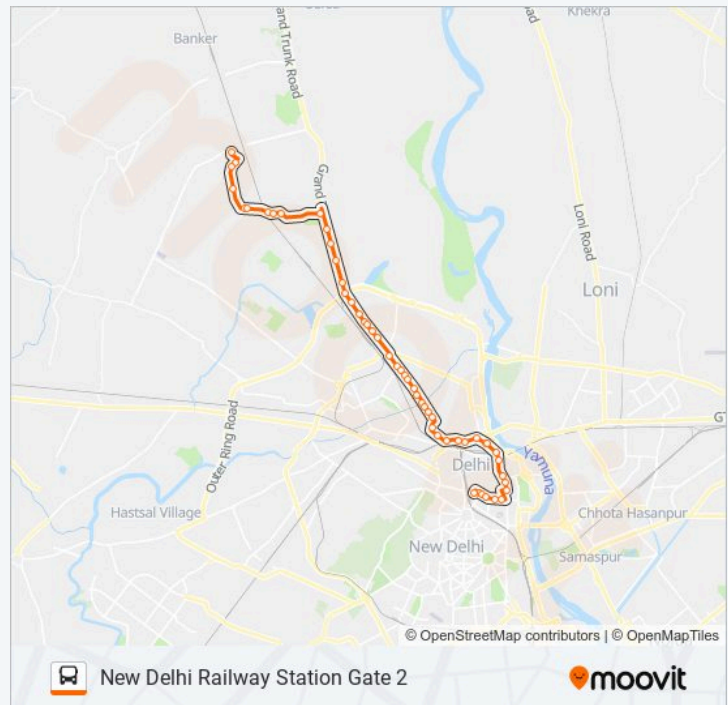 Khekra
Banker
and Trunk Road
Loni Road
Grand
Loni
Outer Ring Road
G
Delhi
Yamuna
Hastsal Village
Chhota Hasanpur
New Delhi
Samaspur
© OpenStreetMap contributors | © OpenMapTiles
New Delhi Railway Station Gate 2
moovit